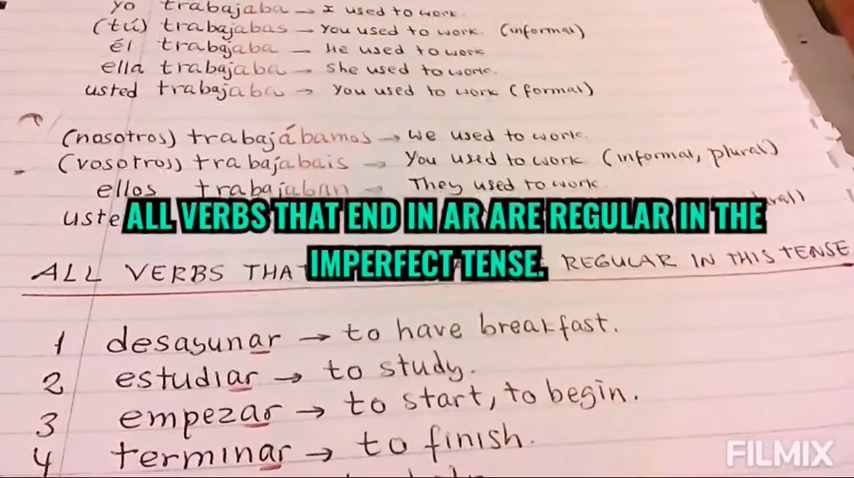 yo trabajaba → I used to work.
(tú) trabajabas → You used to work. (informal)
él trabajaba → He used to work
ella trabajaba → She used to work.
usted trabajaba → You used to work (formal)
(nosotros) trabajábamos → We used to work.
(vosotros) trabajabais → You used to work (informal, plural)
ellos trabajaban → They used to work
ALL VERBS THAT END IN AR ARE REGULAR IN THE
IMPERFECT TENSE.
ALL VERBS REGULAR IN THIS TENSE
1 desayunar → to have breakfast.
2 estudiar → to study.
3 empezar → to start, to begin.
4 terminar → to finish.
FILMIX